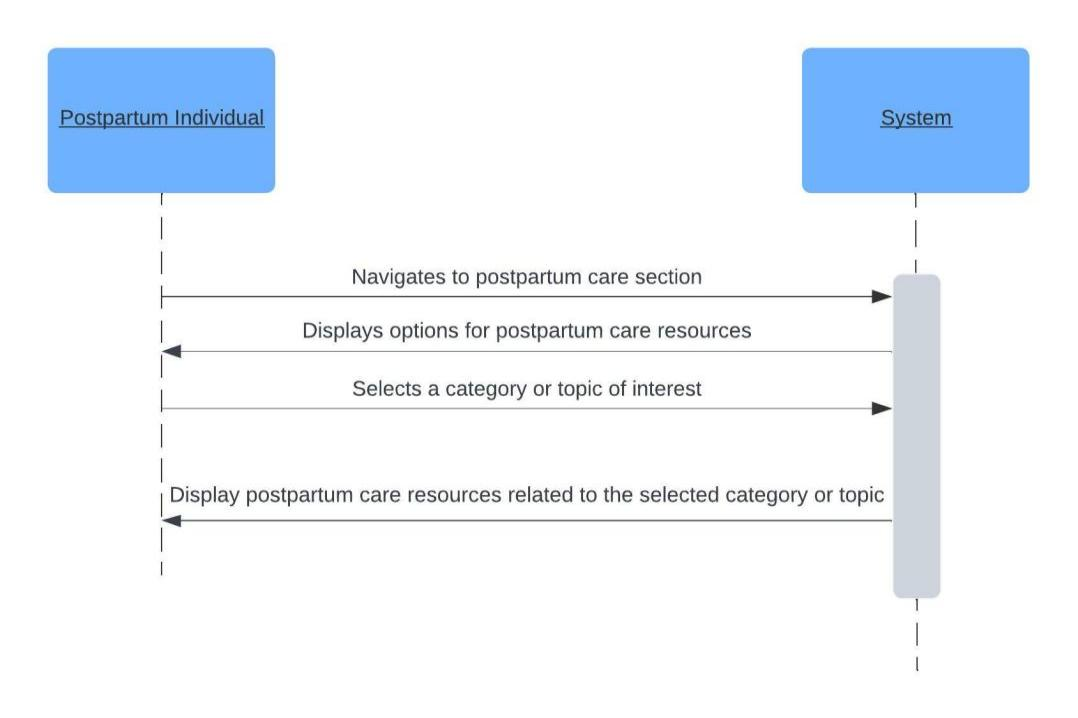 Postpartum Individual
System
Navigates to postpartum care section
Displays options for postpartum care resources
Selects a category or topic of interest
Display postpartum care resources related to the selected category or topic